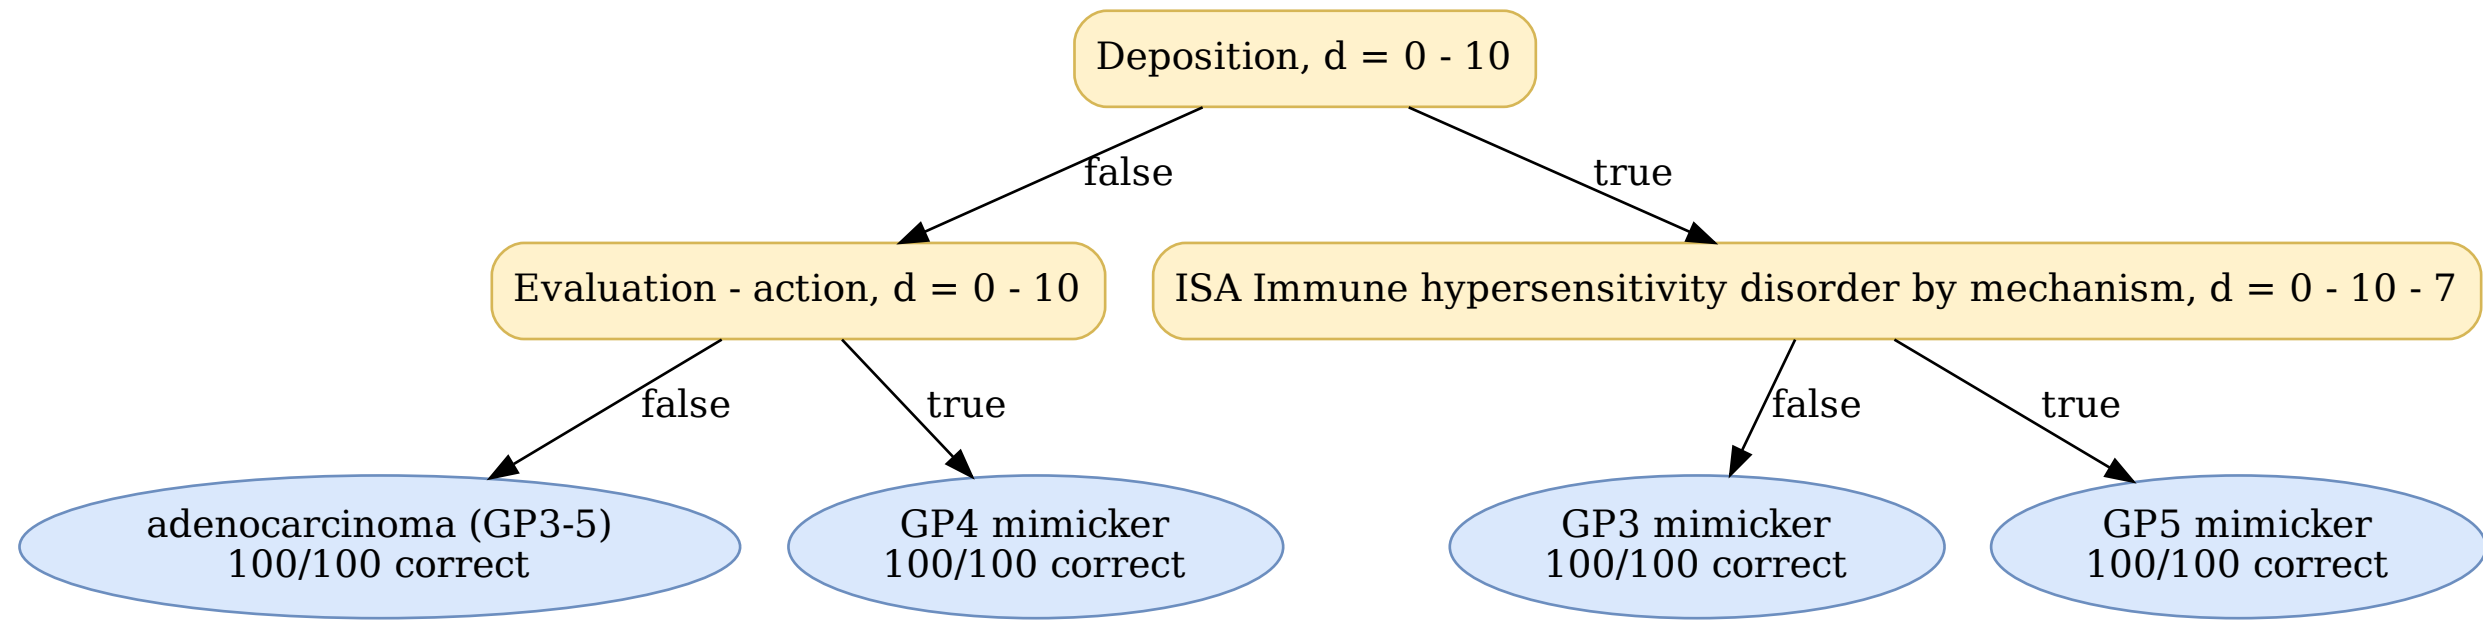 Deposition, d = 0 - 10
false
true
Evaluation - action, d = 0 - 10
ISA Immune hypersensitivity disorder by mechanism, d = 0 - 10 - 7
false
true
false
true
adenocarcinoma (GP3-5)
100/100 correct
GP4 mimicker
100/100 correct
GP3 mimicker
100/100 correct
GP5 mimicker
100/100 correct